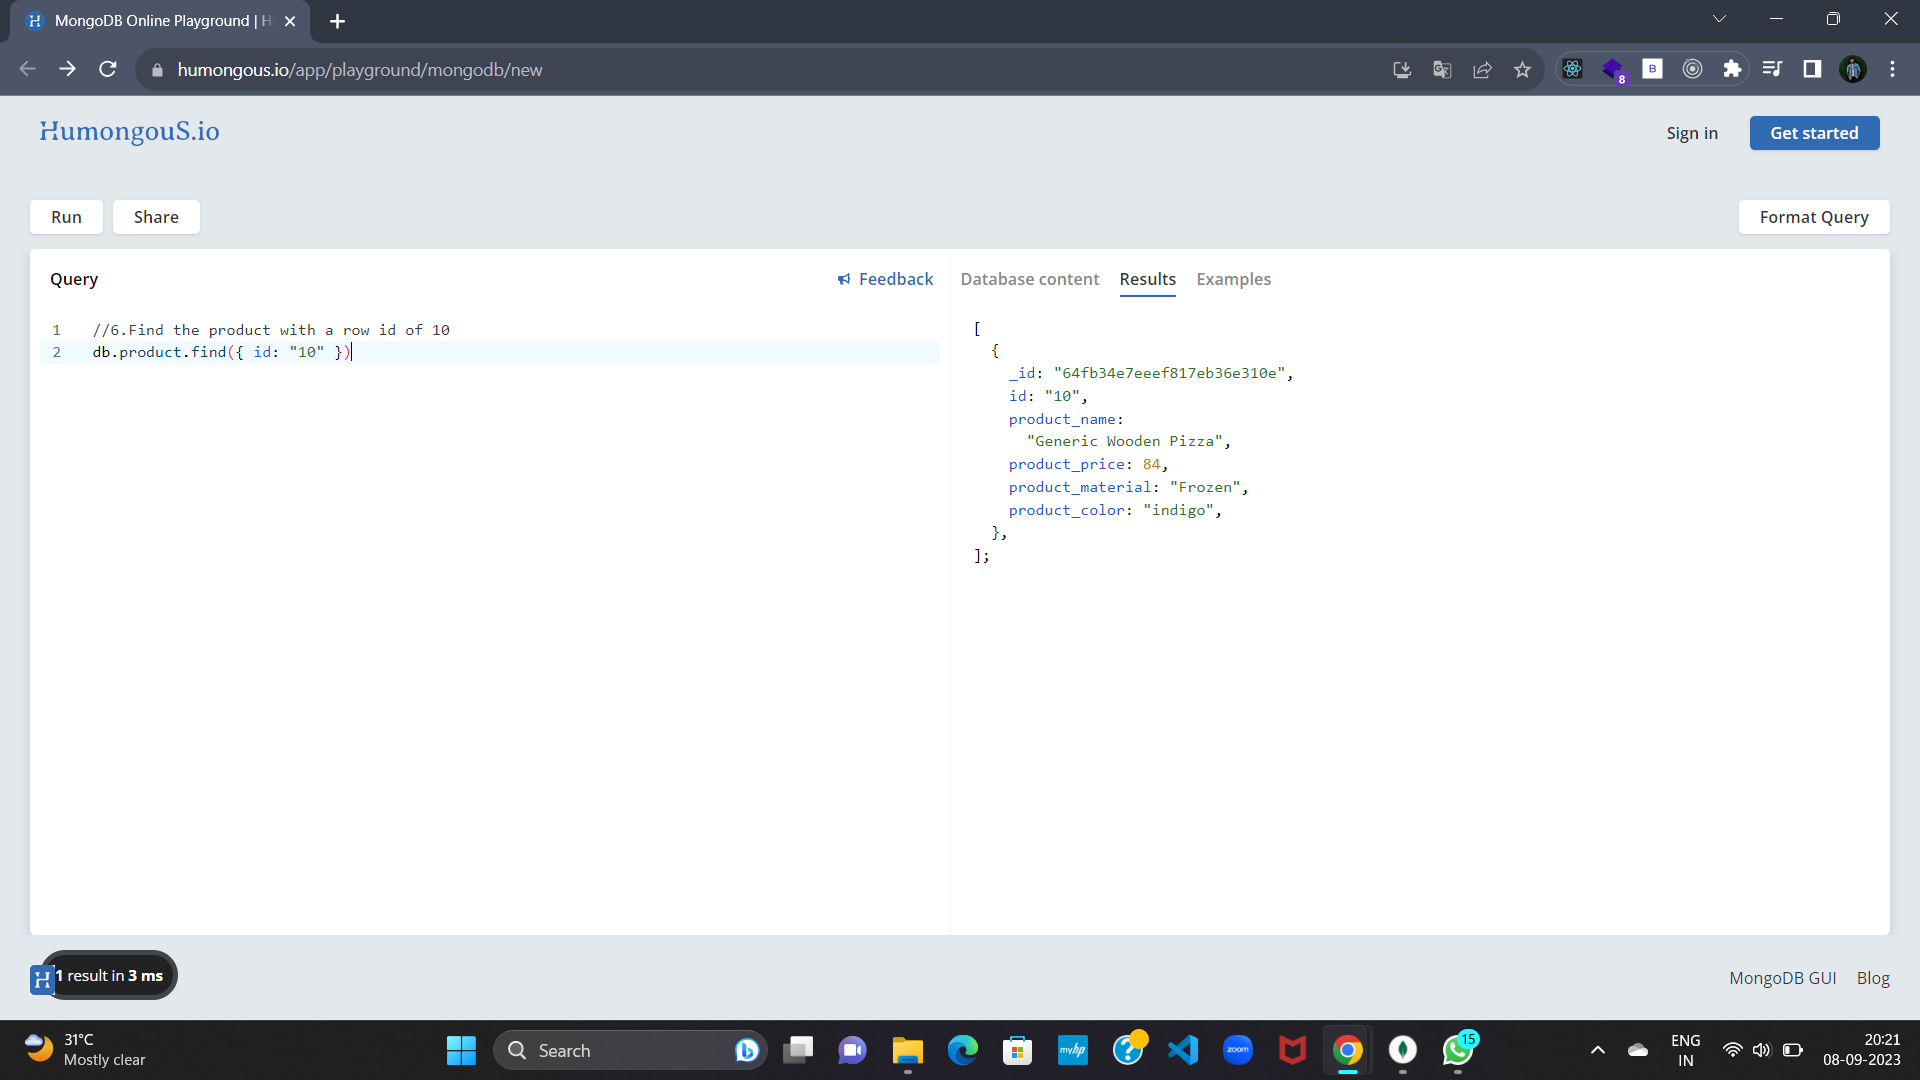 MongoDB Online Playground | H
humongous.io/app/playground/mongodb/new
8
B
HumongouS.io
Sign in
Get started
Run
Share
Format Query
Query
Feedback
Database content
Results
Examples
1 //6.Find the product with a row id of 10
2 db.product.find({ id: "10" })
[
{
_id: "64fb34e7eeef817eb36e310e",
id: "10",
product_name:
"Generic Wooden Pizza",
product_price: 84,
product_material: "Frozen",
product_color: "indigo",
},
];
H
1 result in 3 ms
MongoDB GUI
Blog
31°C
Mostly clear
Search
myhp
zoom
15
ENG
IN
20:21
08-09-2023